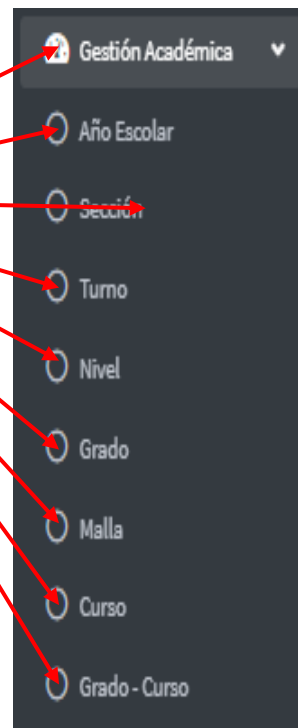 Gestión Académica
Año Escolar
Sección
Turno
Nivel
Grado
Malla
Curso
Grado - Curso